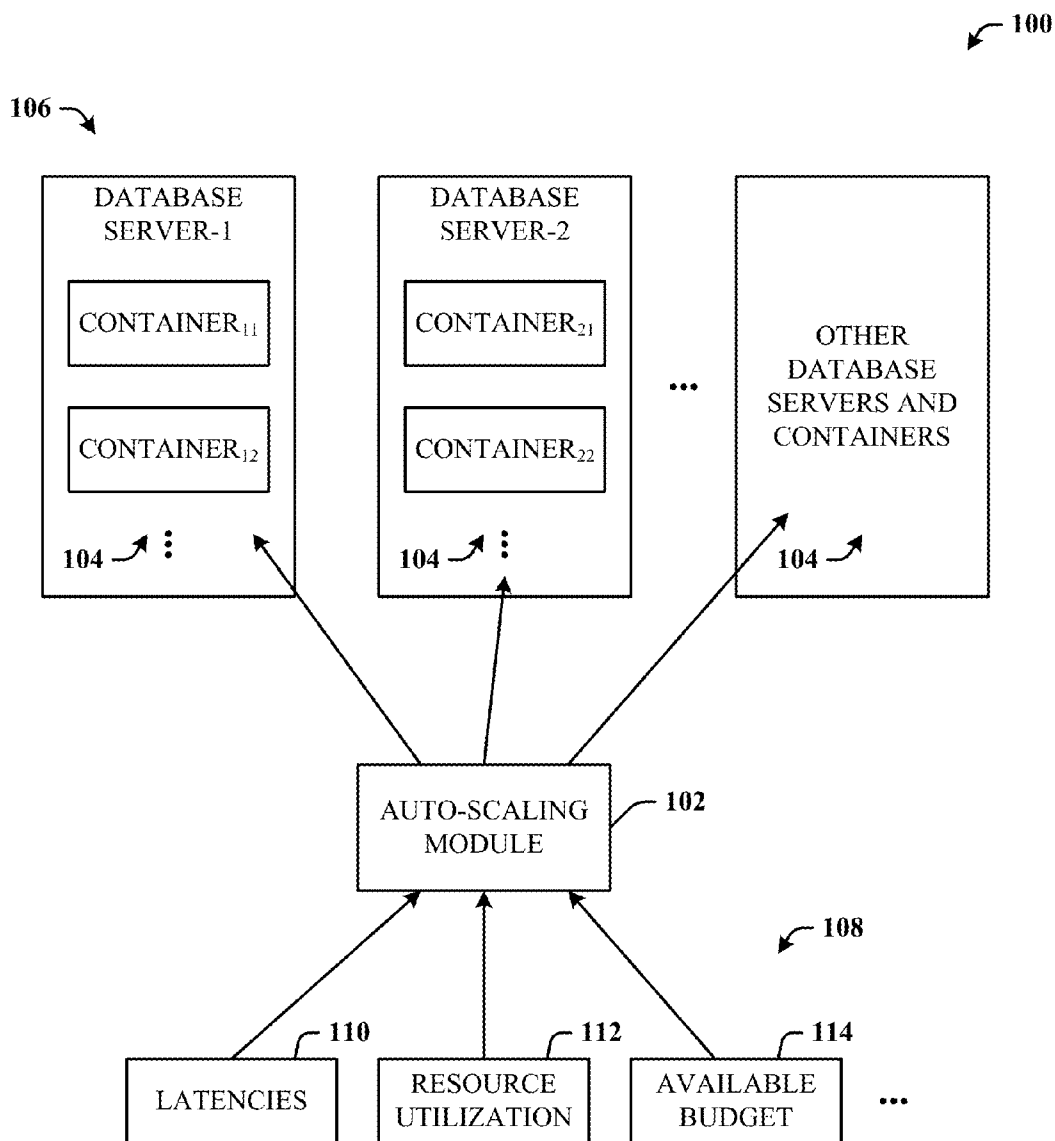 100
106
DATABASE
SERVER-1
CONTAINER₁₁
CONTAINER₁₂
104
DATABASE
SERVER-2
CONTAINER₂₁
CONTAINER₂₂
104
...
OTHER
DATABASE
SERVERS AND
CONTAINERS
104
AUTO-SCALING
MODULE
102
108
110
LATENCIES
112
RESOURCE
UTILIZATION
114
AVAILABLE
BUDGET
...